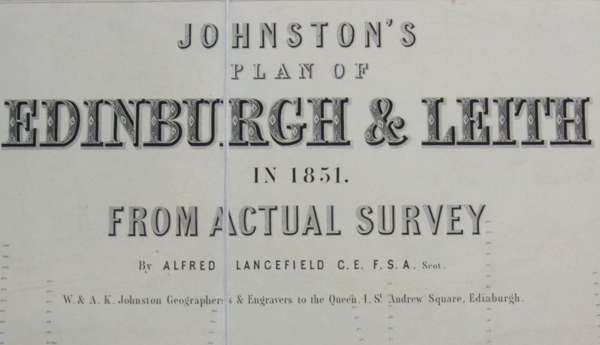 JOHNSTON'S
PLAN OF
EDINBURGH & LEITH
IN 1851.
FROM ACTUAL SURVEY
By ALFRED LANCEFIELD C.E. F.S.A. Scot.
W. & A. K. Johnston Geographers & Engravers to the Queen, 4, St. Andrew Square, Edinburgh.